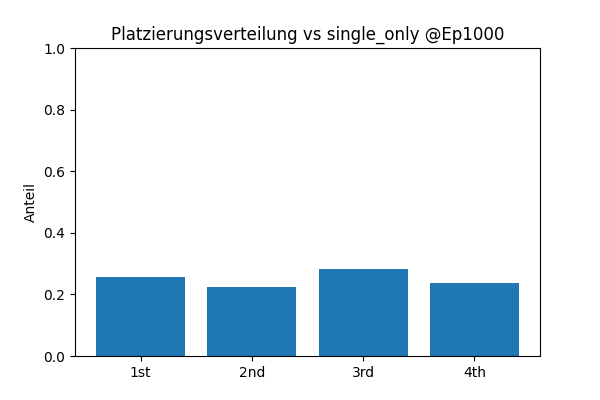 Platzierungsverteilung vs single_only @Ep1000
1.0
0.8
0.6
0.4
0.2
0.0
Anteil
1st
2nd
3rd
4th